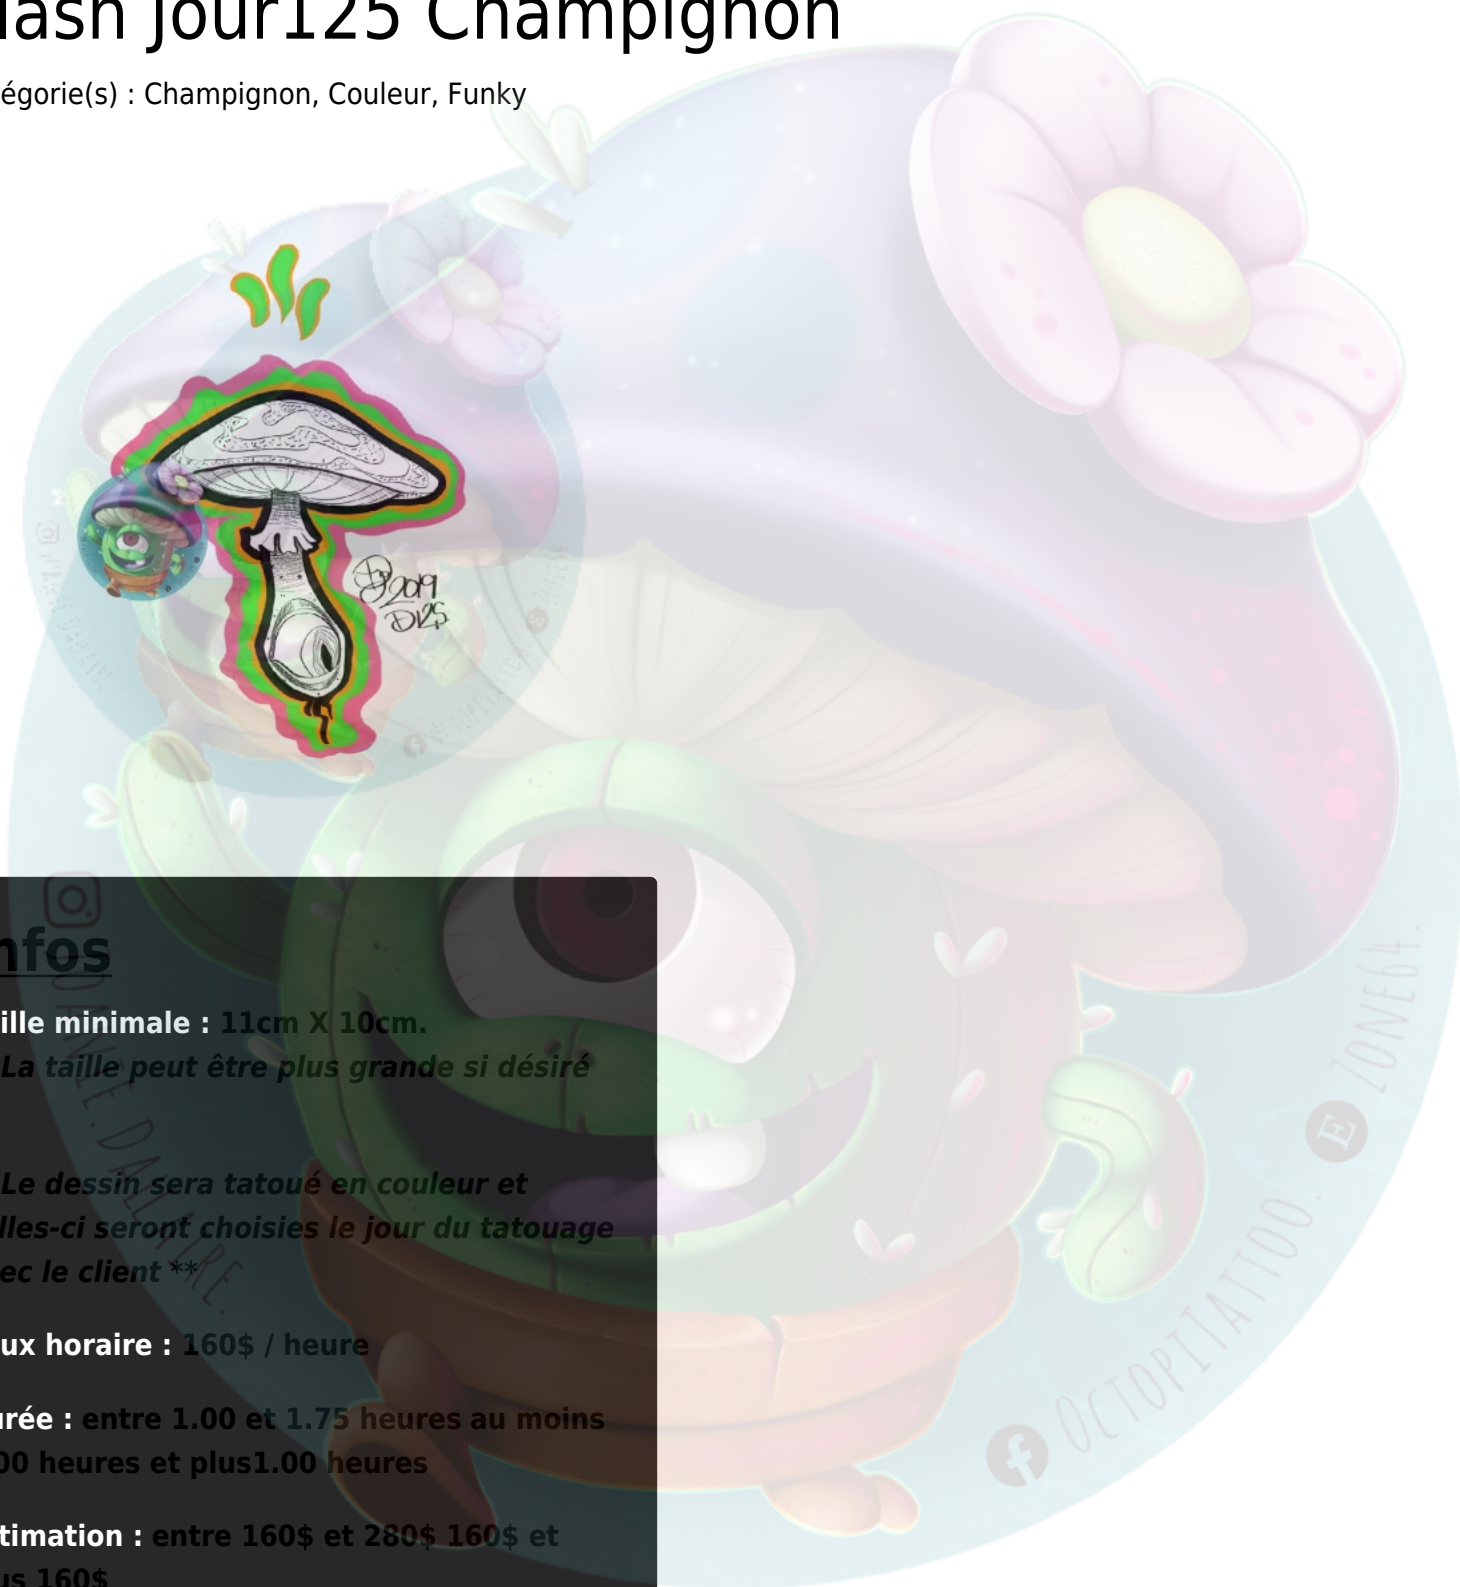 lash Jour125 Champignon
égorie(s) : Champignon, Couleur, Funky
2019
D125
nfos
ille minimale : 11cm X 10cm.
La taille peut être plus grande si désiré
Le dessin sera tatoué en couleur et
lles-ci seront choisies le jour du tatouage
ec le client **
ux horaire : 160$ / heure
urée : entre 1.00 et 1.75 heures au moins
00 heures et plus1.00 heures
timation : entre 160$ et 280$ 160$ et
us 160$
DALLAIRE.
OCTOPITATTOO.
E ZONE64.